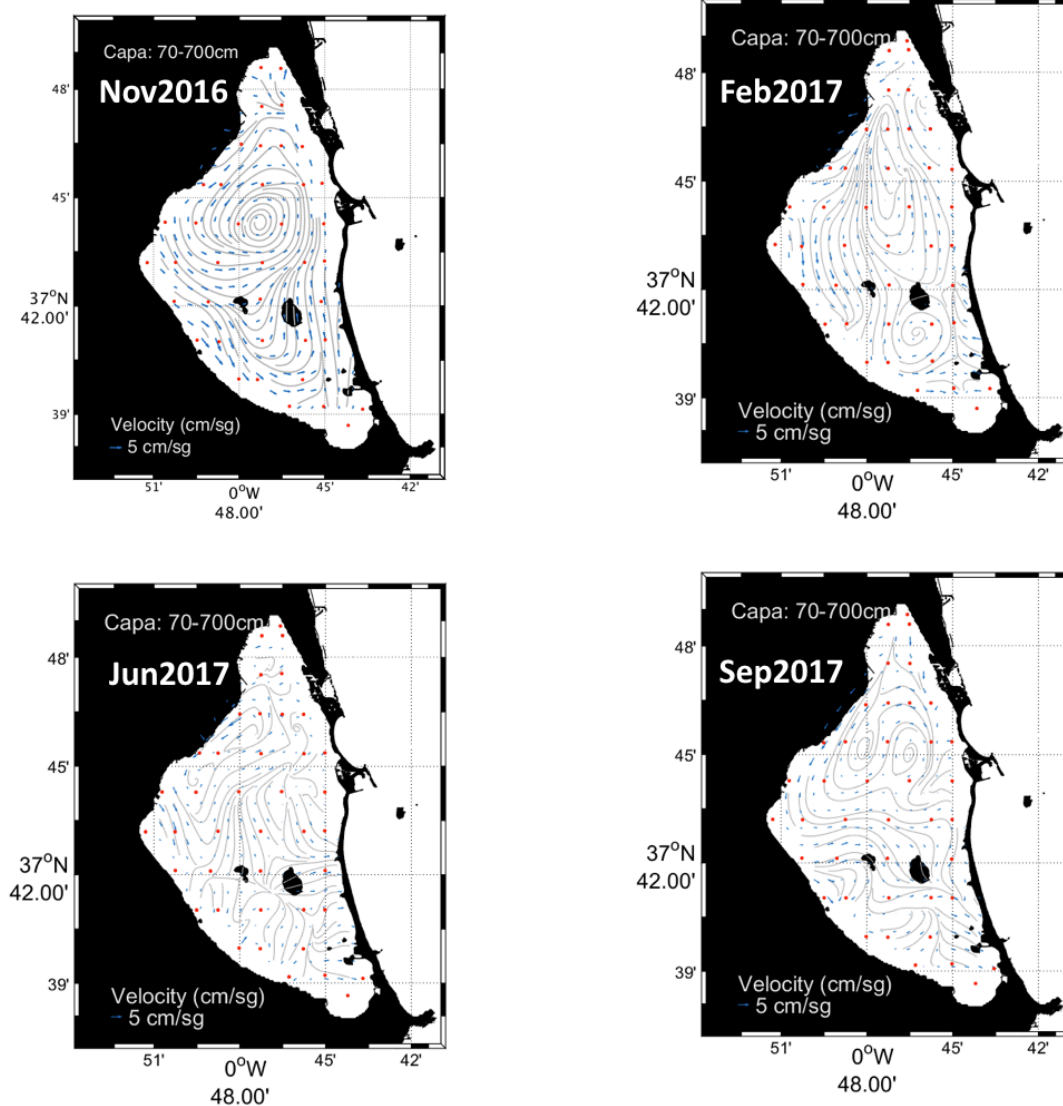 Capa: 70-700cm
Nov2016
48'
45'
37°N
42.00'
39'
Velocity (cm/sg)
5 cm/sg
51'
0°W
48.00'
45'
42'
Capa: 70-700cm
Feb2017
48'
45'
37°N
42.00'
39'
Velocity (cm/sg)
5 cm/sg
51'
0°W
48.00'
45'
42'
Capa: 70-700cm
Jun2017
48'
45'
37°N
42.00'
39'
Velocity (cm/sg)
5 cm/sg
51'
0°W
48.00'
45'
42'
Capa: 70-700cm
Sep2017
48'
45'
37°N
42.00'
39'
Velocity (cm/sg)
5 cm/sg
51'
0°W
48.00'
45'
42'